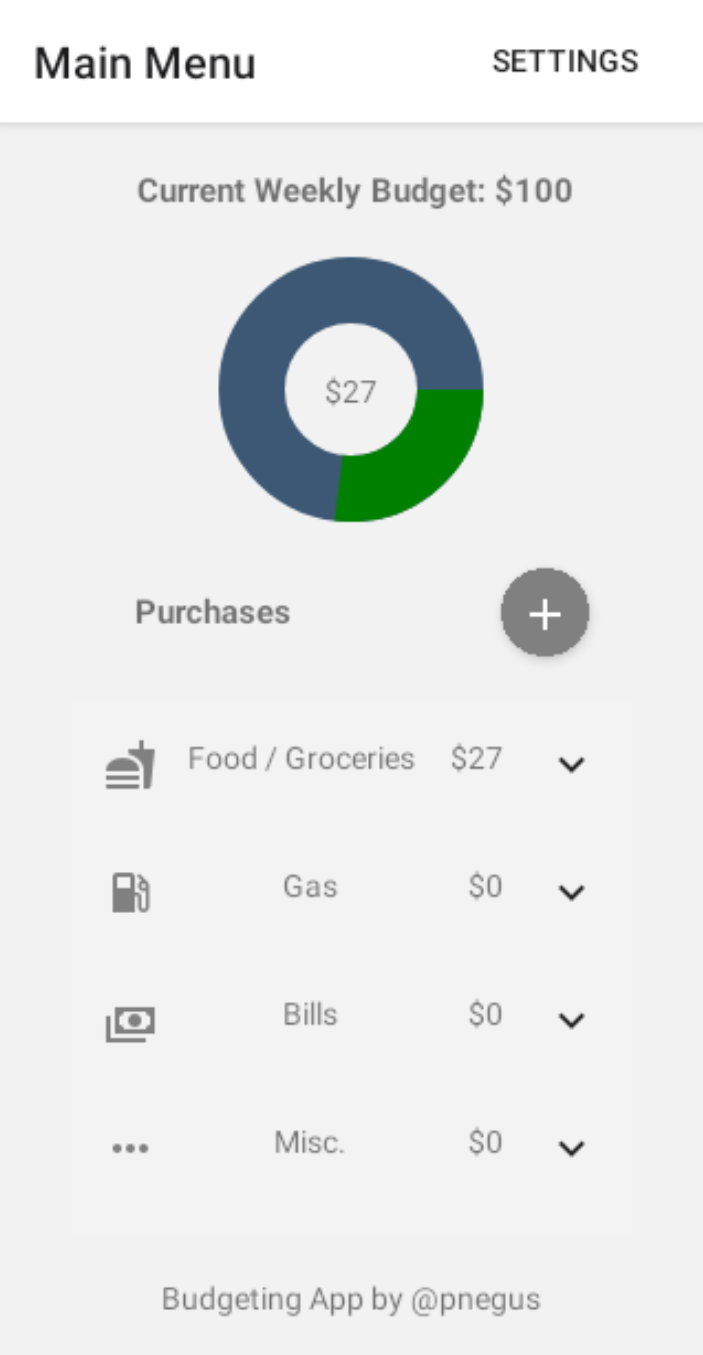 Main Menu SETTINGS
Current Weekly Budget: $100
$27
Purchases
Food / Groceries $27
Gas $0
Bills $0
Misc. $0
Budgeting App by @pnegus